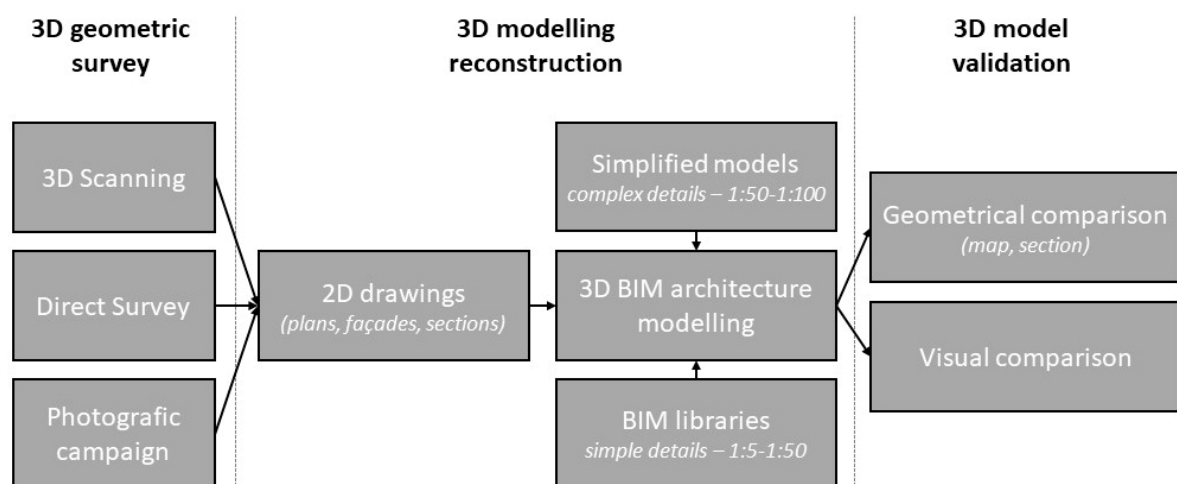 3D geometric
survey
3D modelling
reconstruction
3D model
validation
3D Scanning
Direct Survey
Photografic
campaign
2D drawings
(plans, façades, sections)
Simplified models
complex details – 1:50-1:100
3D BIM architecture
modelling
BIM libraries
simple details – 1:5-1:50
Geometrical comparison
(map, section)
Visual comparison